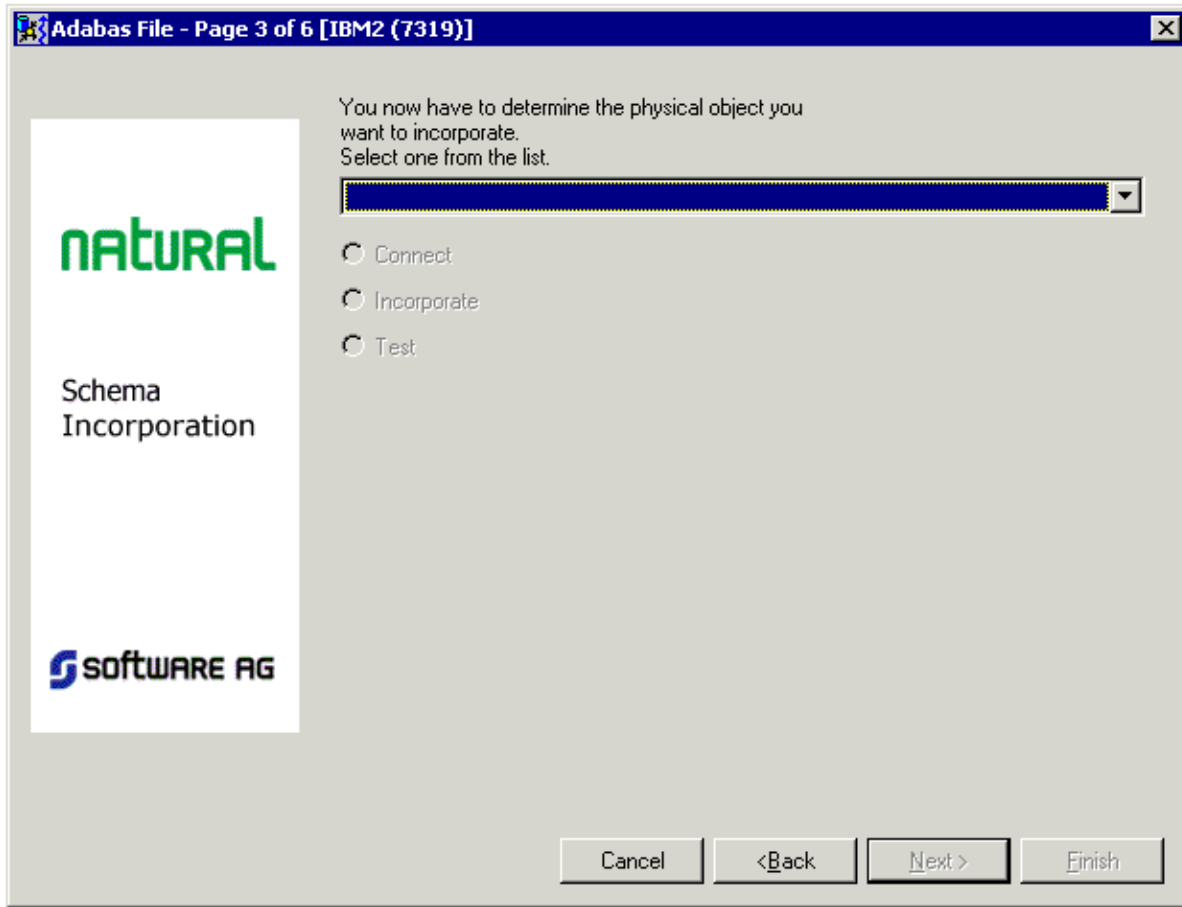 Adabas File - Page 3 of 6 [IBM2 (7319)]
You now have to determine the physical object you
want to incorporate.
Select one from the list.
natural
Connect
Incorporate
Test
Schema
Incorporation
software AG
Cancel
<Back
Next >
Finish